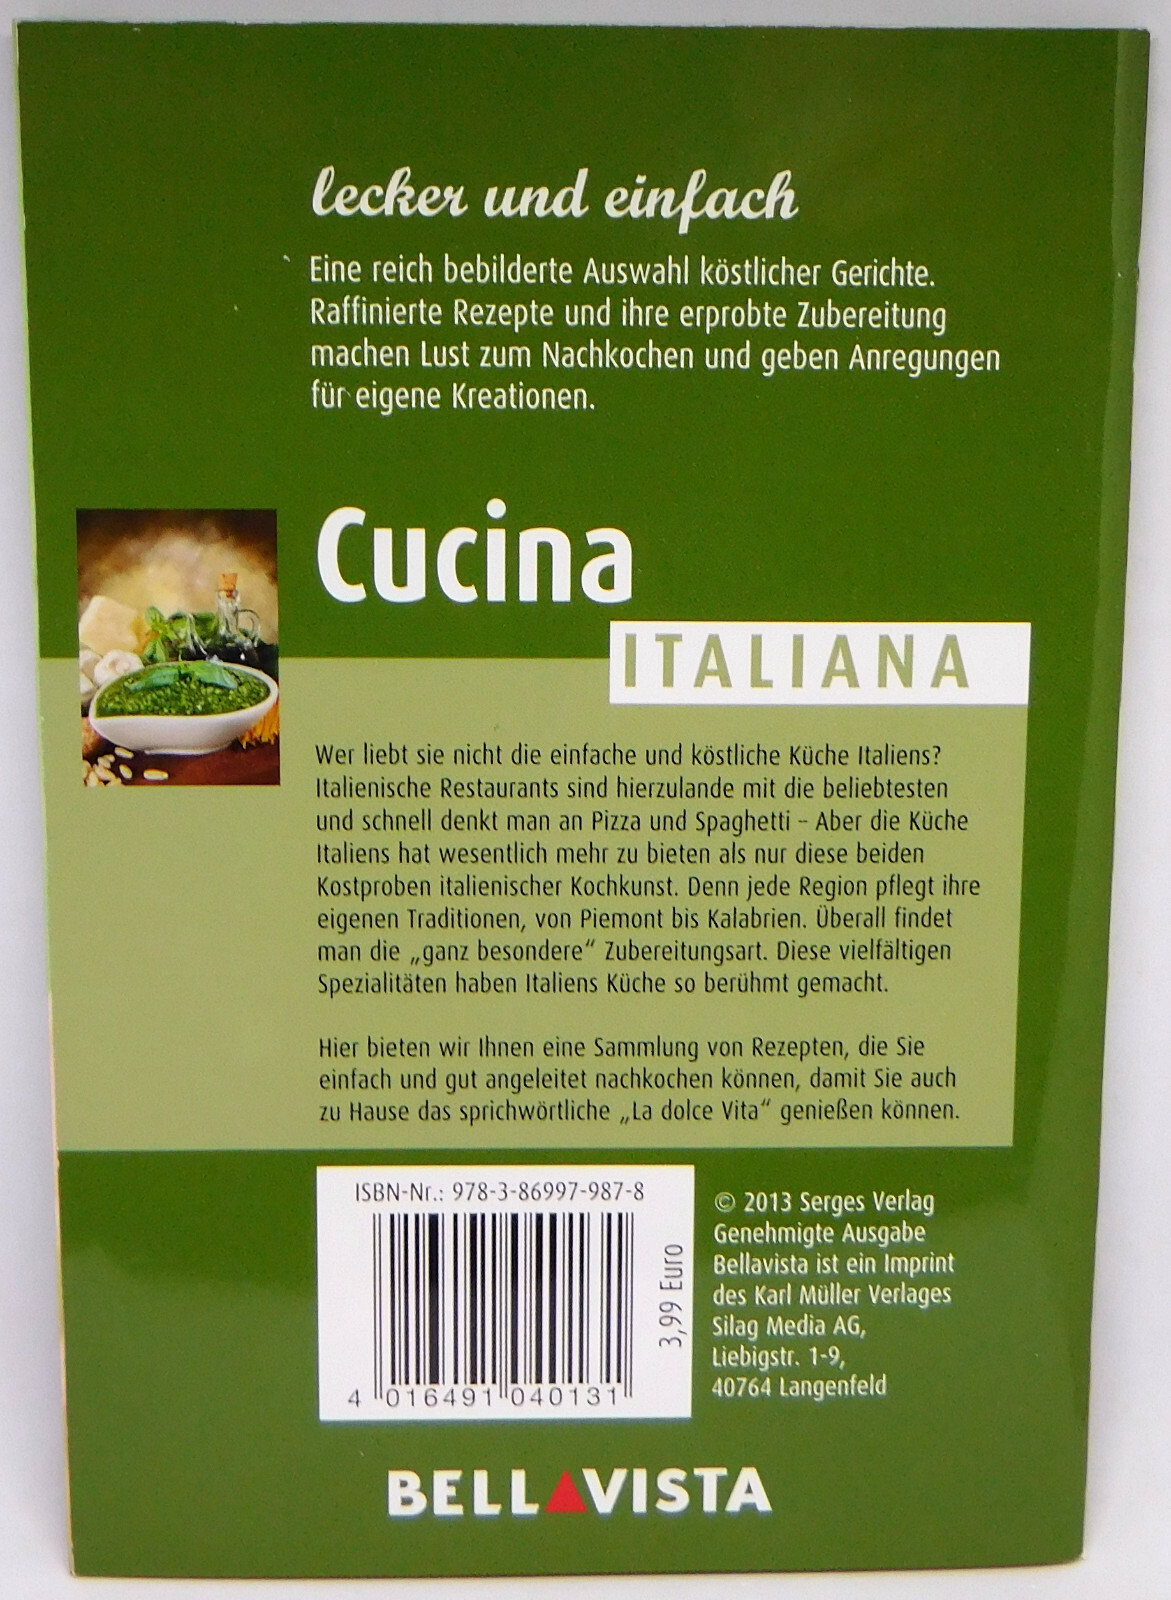 lecker und einfach
Eine reich bebilderte Auswahl köstlicher Gerichte.
Raffinierte Rezepte und ihre erprobte Zubereitung
machen Lust zum Nachkochen und geben Anregungen
für eigene Kreationen.
Cucina
ITALIANA
Wer liebt sie nicht die einfache und köstliche Küche Italiens?
Italienische Restaurants sind hierzulande mit die beliebtesten
und schnell denkt man an Pizza und Spaghetti – Aber die Küche
Italiens hat wesentlich mehr zu bieten als nur diese beiden
Kostproben italienischer Kochkunst. Denn jede Region pflegt ihre
eigenen Traditionen, von Piemont bis Kalabrien. Überall findet
man die „ganz besondere“ Zubereitungsart. Diese vielfältigen
Spezialitäten haben Italiens Küche so berühmt gemacht.
Hier bieten wir Ihnen eine Sammlung von Rezepten, die Sie
einfach und gut angeleitet nachkochen können, damit Sie auch
zu Hause das sprichwörtliche „La dolce Vita“ genießen können.
ISBN-Nr.: 978-3-86997-987-8
3,99 Euro
4 016491 040131
© 2013 Serges Verlag
Genehmigte Ausgabe
Bellavista ist ein Imprint
des Karl Müller Verlages
Silag Media AG,
Liebigstr. 1-9,
40764 Langenfeld
BELLAVISTA